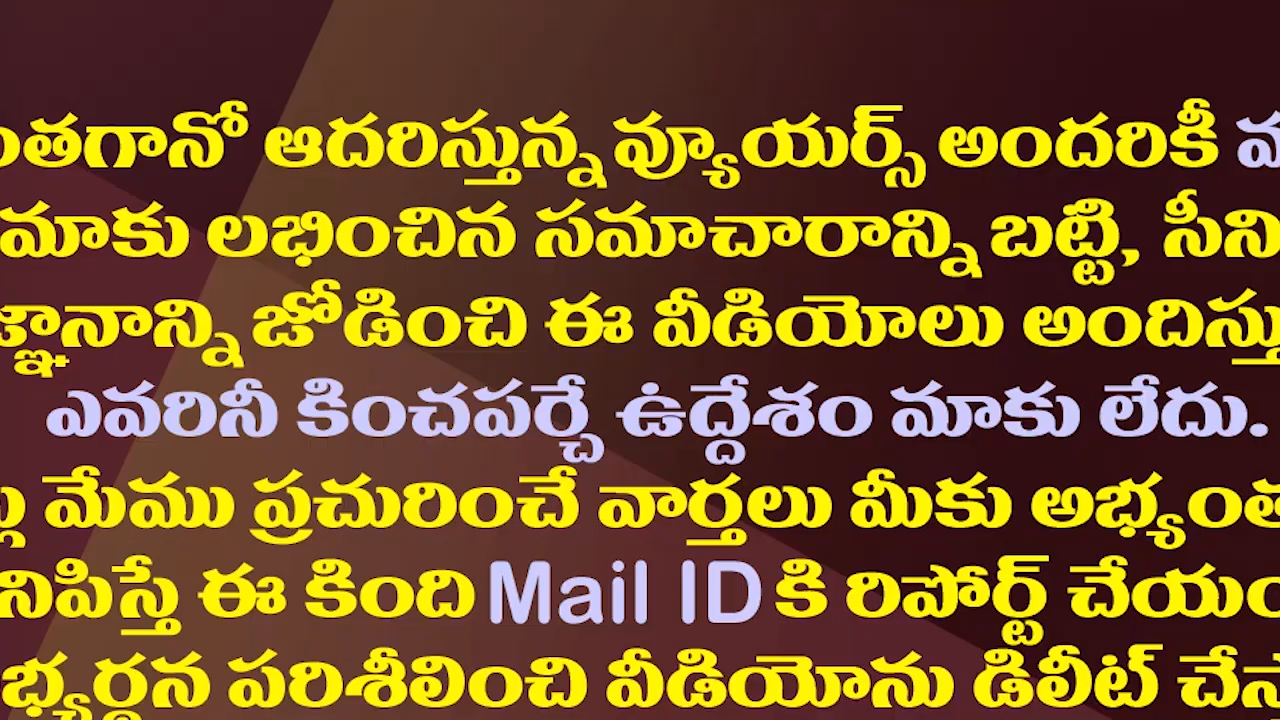 ంతగానో ఆదరిస్తున్న వ్యూయర్స్ అందరికీ
మాకు లభించిన సమాచారాన్ని బట్టి, సీని
జ్ఞానాన్ని జోడించి ఈ వీడియోలు అందిస్తు
ఎవరినీ కించపర్చే ఉద్దేశం మాకు లేదు.
మేము ప్రచురించే వార్తలు మీకు అభ్యంత
నిపిస్తే ఈ కింది Mail ID కి రిపోర్ట్ చేయం
భ్యర్థన పరిశీలించి వీడియోను డిలీట్ చేస